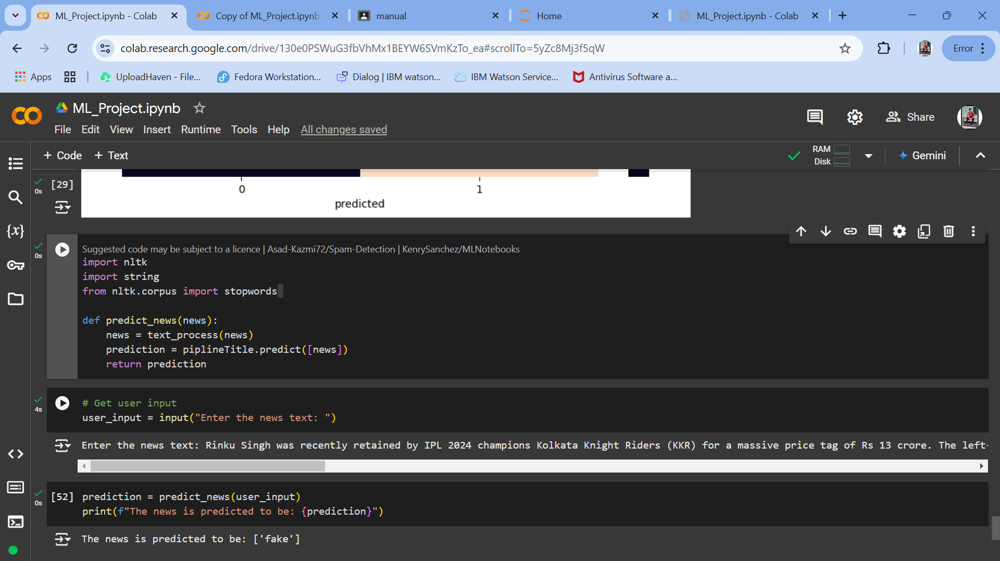 ML_Project.ipynb - Colab
Copy of ML_Project.ipynb
manual
Home
ML_Project.ipynb - Colab
colab.research.google.com/drive/130e0PSWuG3fbVhMx1BEYW6SVmKzTo_ea#scrollTo=5yZc8Mj3f5qW
Error
Apps
UploadHaven - File...
Fedora Workstation...
Dialog | IBM watson...
IBM Watson Service...
Antivirus Software a...
ML_Project.ipynb
File Edit View Insert Runtime Tools Help All changes saved
Share
+ Code + Text
RAM
Disk
Gemini
[29]
0s
0 1
predicted
0s
Suggested code may be subject to a licence | Asad-Kazmi72/Spam-Detection | KenrySanchez/MLNotebooks
import nltk
import string
from nltk.corpus import stopwords
def predict_news(news):
news = text_process(news)
prediction = piplineTitle.predict([news])
return prediction
4s
# Get user input
user_input = input("Enter the news text: ")
Enter the news text: Rinku Singh was recently retained by IPL 2024 champions Kolkata Knight Riders (KKR) for a massive price tag of Rs 13 crore. The left-
[52]
0s
prediction = predict_news(user_input)
print(f"The news is predicted to be: {prediction}")
The news is predicted to be: ['fake']